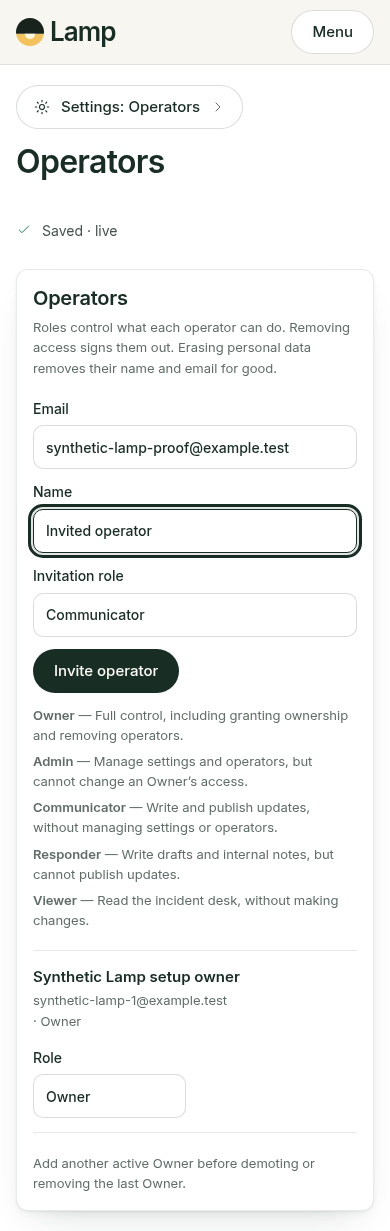 Lamp
Menu
Settings: Operators
Operators
Saved · live
Operators
Roles control what each operator can do. Removing
access signs them out. Erasing personal data
removes their name and email for good.
Email
synthetic-lamp-proof@example.test
Name
Invited operator
Invitation role
Communicator
Invite operator
Owner — Full control, including granting ownership
and removing operators.
Admin — Manage settings and operators, but
cannot change an Owner’s access.
Communicator — Write and publish updates,
without managing settings or operators.
Responder — Write drafts and internal notes, but
cannot publish updates.
Viewer — Read the incident desk, without making
changes.
Synthetic Lamp setup owner
synthetic-lamp-1@example.test
· Owner
Role
Owner
Add another active Owner before demoting or
removing the last Owner.